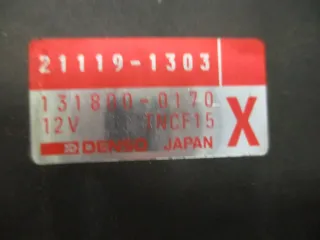 21119-1303
131800-0170
12V TNCF15
X
DENSO JAPAN